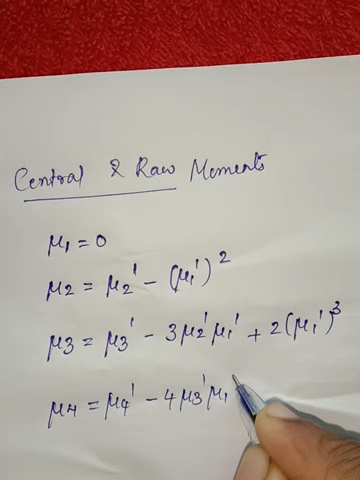 Central & Raw Moments
μ1 = 0
μ2 = μ2' - (μ1')^2
μ3 = μ3' - 3μ2'μ1' + 2(μ1')^3
μ4 = μ4' - 4μ3'μ1